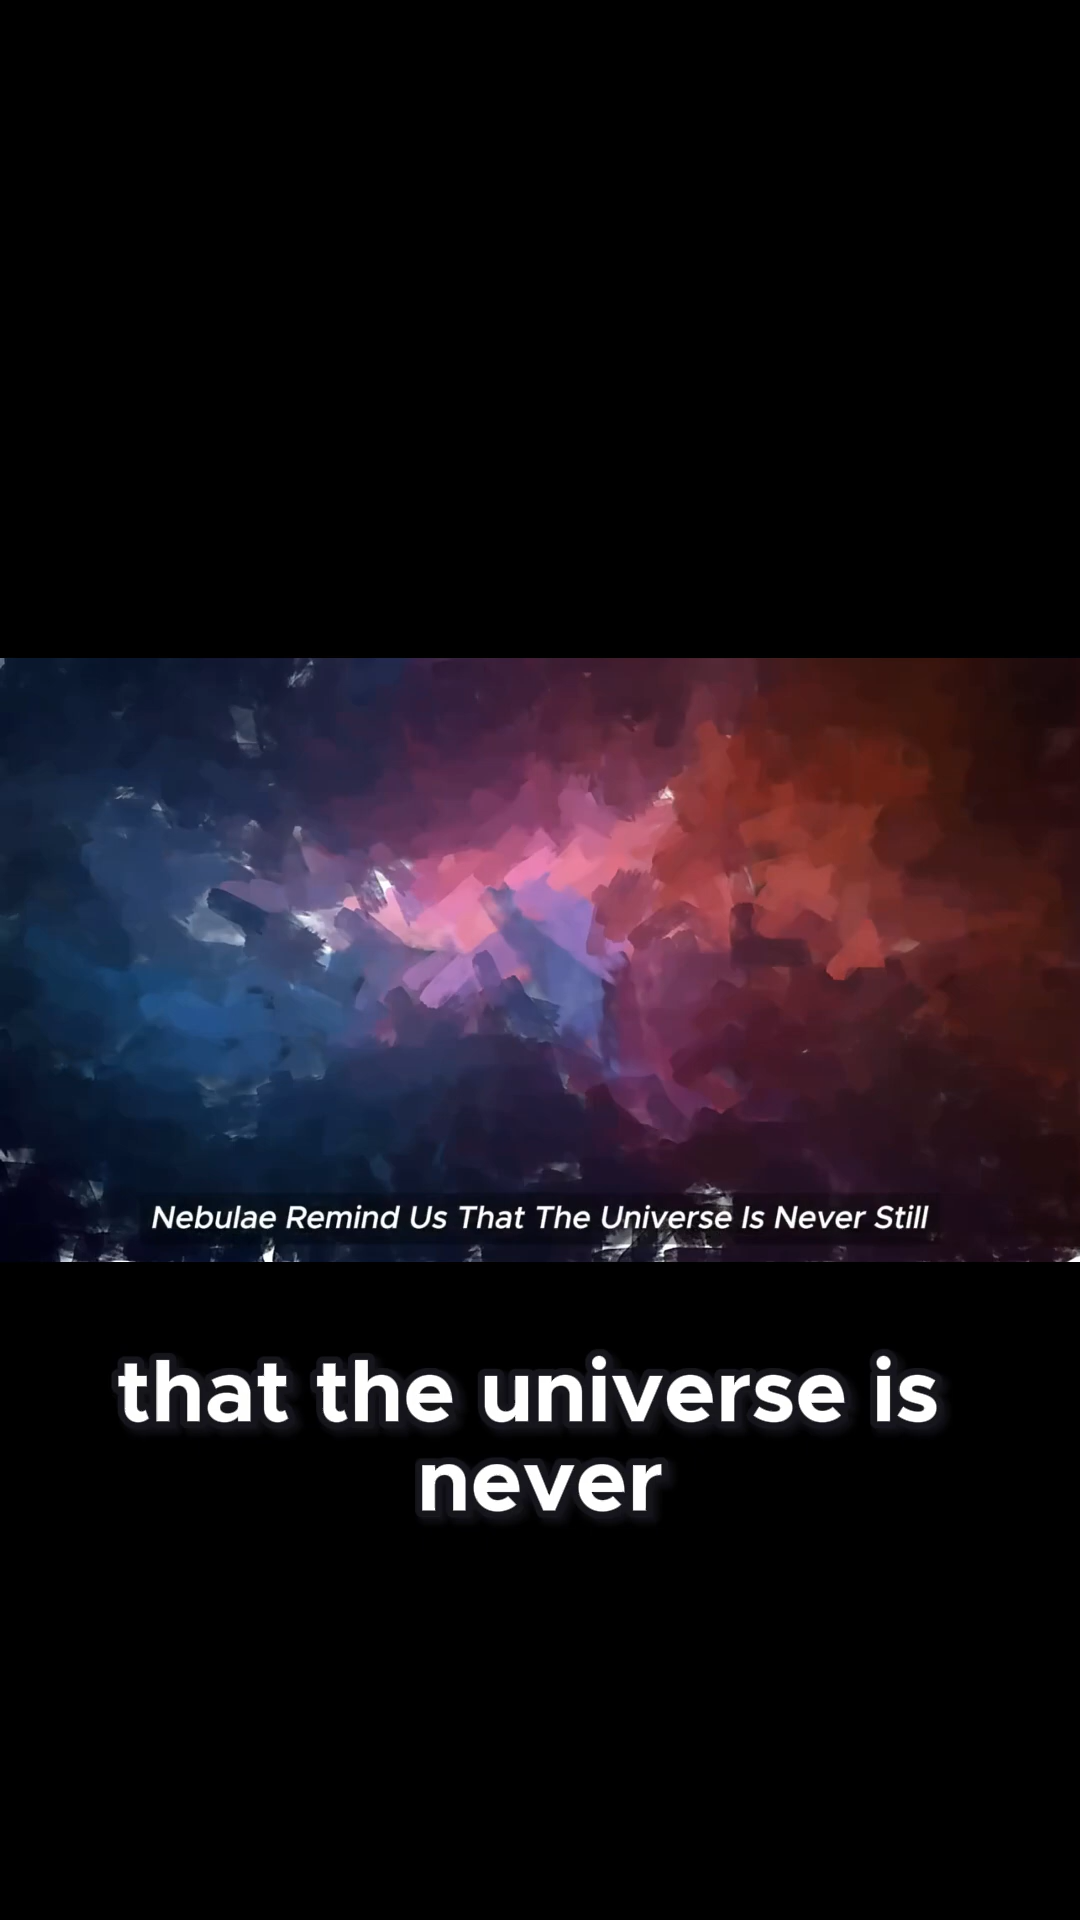 Nebulae Remind Us That The Universe Is Never Still
that the universe is
never